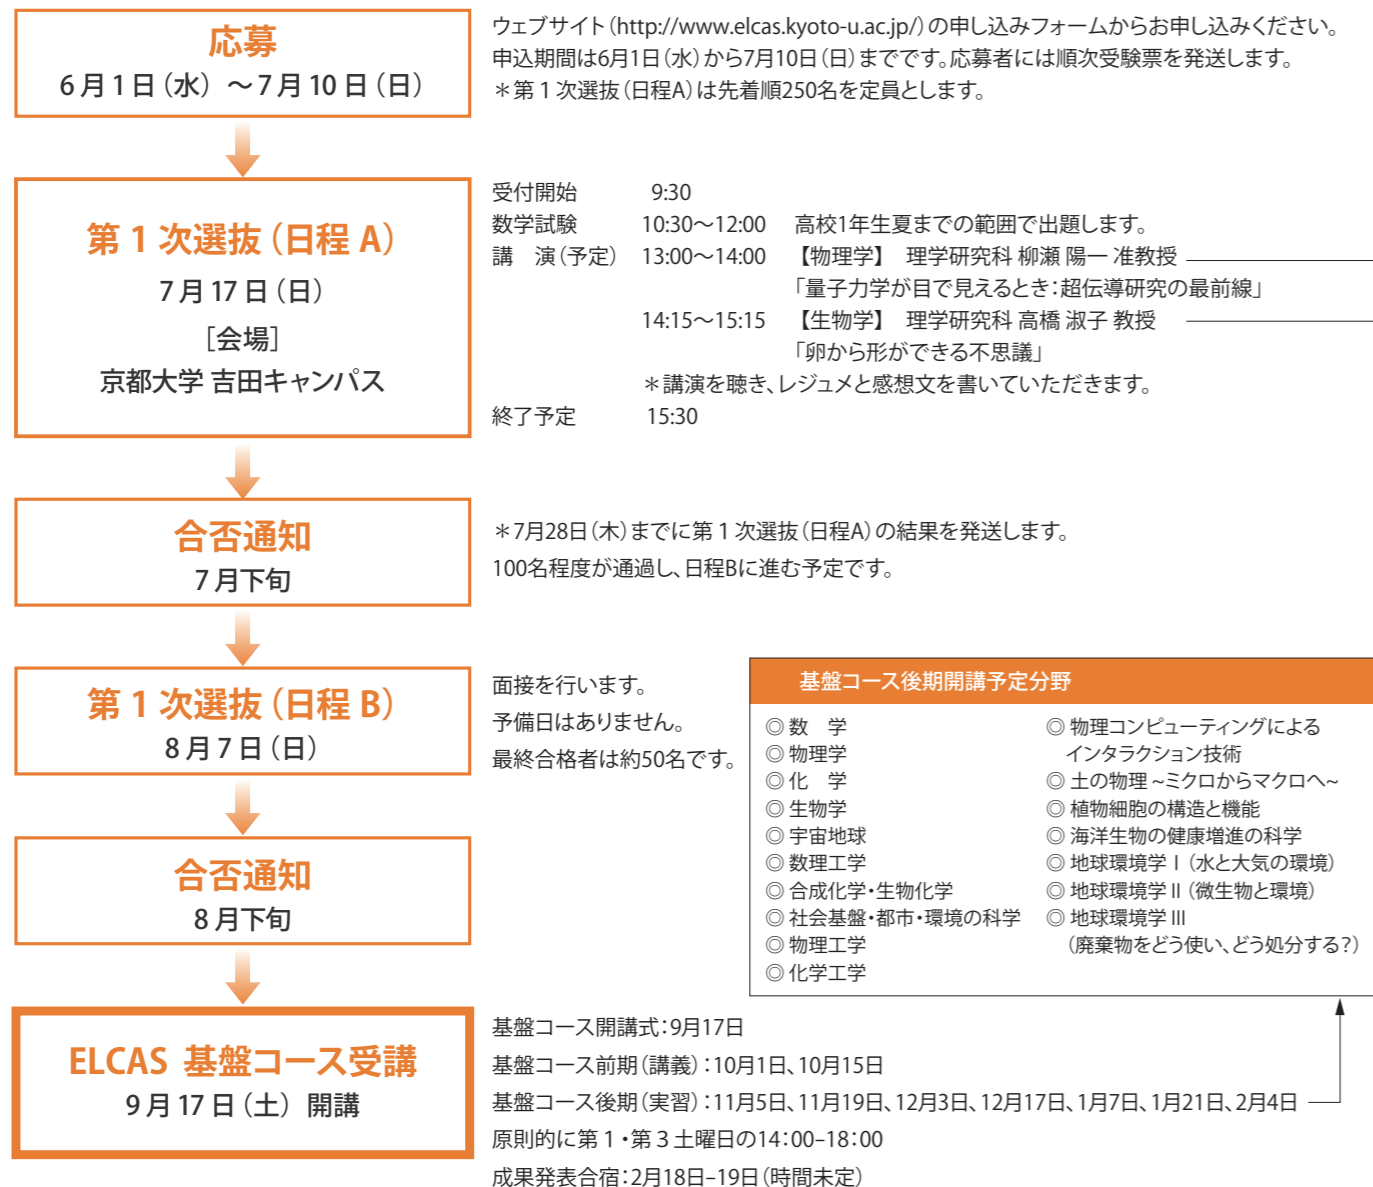 応募
6月1日（水）～7月10日（日）
ウェブサイト（http://www.elcas.kyoto-u.ac.jp/）の申し込みフォームからお申し込みください。
申込期間は6月1日（水）から7月10日（日）までです。応募者には順次受験票を発送します。
＊第１次選抜（日程A）は先着順250名を定員とします。
第 1 次選抜（日程 A）
7月17日（日）
［会場］
京都大学 吉田キャンパス
受付開始 9:30
数学試験 10:30〜12:00 高校1年生夏までの範囲で出題します。
講　演（予定） 13:00〜14:00 【物理学】 理学研究科 柳瀬 陽一 准教授
「量子力学が目で見えるとき：超伝導研究の最前線」
14:15〜15:15 【生物学】 理学研究科 高橋 淑子 教授
「卵から形ができる不思議」
＊講演を聴き、レジュメと感想文を書いていただきます。
終了予定 15:30
合否通知
7月下旬
＊7月28日（木）までに第１次選抜（日程A）の結果を発送します。
100名程度が通過し、日程Bに進む予定です。
第 1 次選抜（日程 B）
8月7日（日）
面接を行います。
予備日はありません。
最終合格者は約50名です。
基盤コース後期開講予定分野
◎ 数　学
◎ 物理学
◎ 化　学
◎ 生物学
◎ 宇宙地球
◎ 数理工学
◎ 合成化学・生物化学
◎ 社会基盤・都市・環境の科学
◎ 物理工学
◎ 化学工学
◎ 物理コンピューティングによる
インタラクション技術
◎ 土の物理 ~ミクロからマクロへ~
◎ 植物細胞の構造と機能
◎ 海洋生物の健康増進の科学
◎ 地球環境学Ⅰ（水と大気の環境）
◎ 地球環境学Ⅱ（微生物と環境）
◎ 地球環境学Ⅲ
（廃棄物をどう使い、どう処分する？）
合否通知
8月下旬
ELCAS 基盤コース受講
9月17日（土）開講
基盤コース開講式：9月17日
基盤コース前期（講義）：10月1日、10月15日
基盤コース後期（実習）：11月5日、11月19日、12月3日、12月17日、1月7日、1月21日、2月4日
原則的に第１・第３土曜日の14：00–18：00
成果発表合宿：2月18日–19日（時間未定）